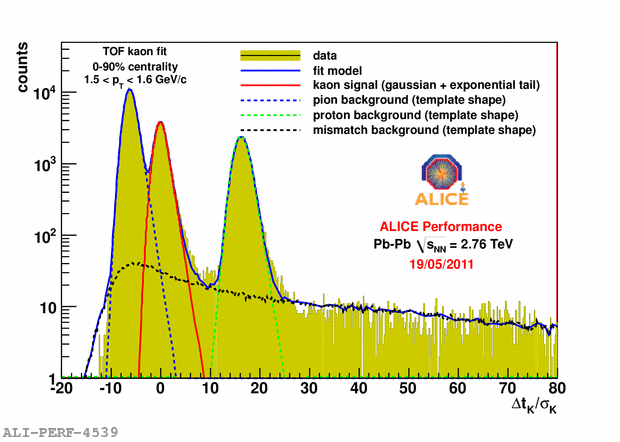 counts
TOF kaon fit
0-90% centrality
1.5 < p_T < 1.6 GeV/c
data
fit model
kaon signal (gaussian + exponential tail)
pion background (template shape)
proton background (template shape)
mismatch background (template shape)
ALICE
ALICE Performance
Pb-Pb √s_NN = 2.76 TeV
19/05/2011
10^4
10^3
10^2
10
1
-20 -10 0 10 20 30 40 50 60 70 80
Δt_K/σ_K
ALI-PERF-4539